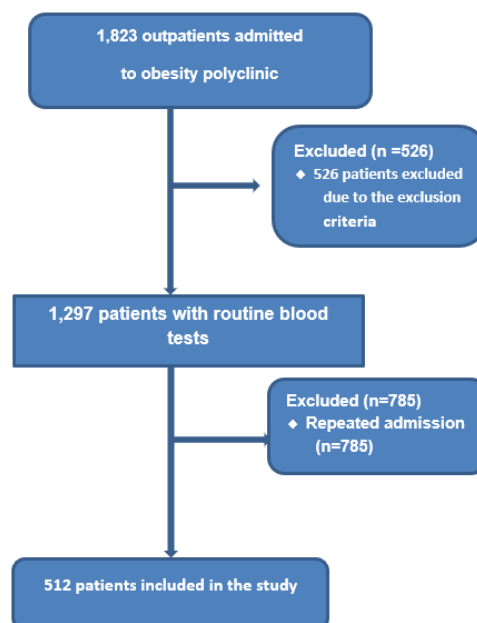 1,823 outpatients admitted
to obesity polyclinic
Excluded (n =526)
◆ 526 patients excluded
due to the exclusion
criteria
1,297 patients with routine blood
tests
Excluded (n=785)
◆ Repeated admission
(n=785)
512 patients included in the study